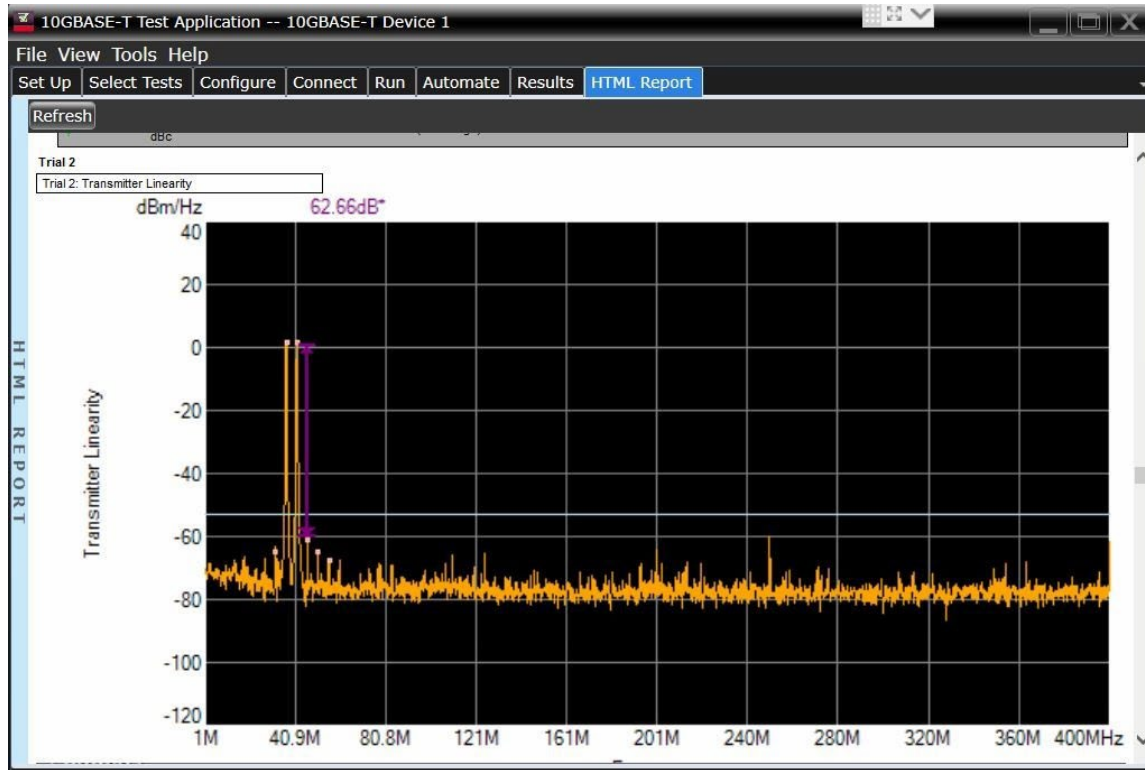 10GBASE-T Test Application -- 10GBASE-T Device 1
File View Tools Help
Set Up Select Tests Configure Connect Run Automate Results HTML Report
Refresh
dBc
Trial 2
Trial 2: Transmitter Linearity
dBm/Hz 62.66dB*
40
20
0
-20
-40
-60
-80
-100
-120
Transmitter Linearity
HTML REPORT
1M 40.9M 80.8M 121M 161M 201M 240M 280M 320M 360M 400MHz